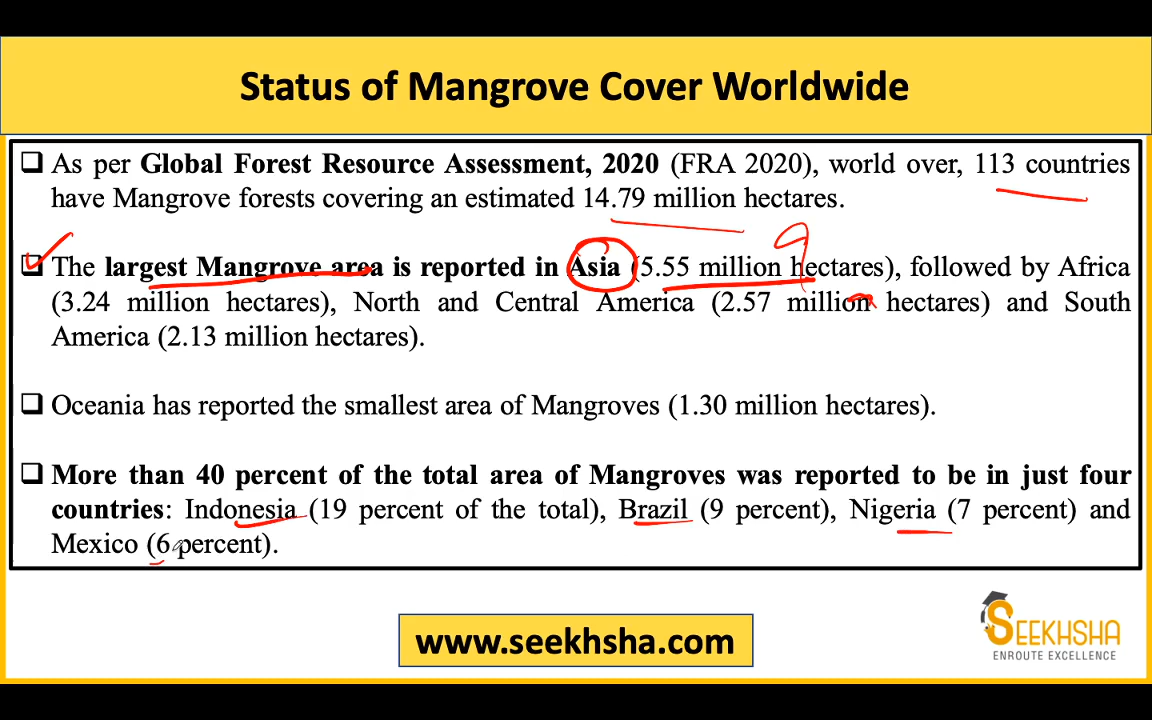 Status of Mangrove Cover Worldwide
❑ As per Global Forest Resource Assessment, 2020 (FRA 2020), world over, 113 countries
have Mangrove forests covering an estimated 14.79 million hectares.
❑ The largest Mangrove area is reported in Asia (5.55 million hectares), followed by Africa
(3.24 million hectares), North and Central America (2.57 million hectares) and South
America (2.13 million hectares).
❑ Oceania has reported the smallest area of Mangroves (1.30 million hectares).
❑ More than 40 percent of the total area of Mangroves was reported to be in just four
countries: Indonesia (19 percent of the total), Brazil (9 percent), Nigeria (7 percent) and
Mexico (6 percent).
www.seekhsha.com
SEEKHSHA
ENROUTE EXCELLENCE